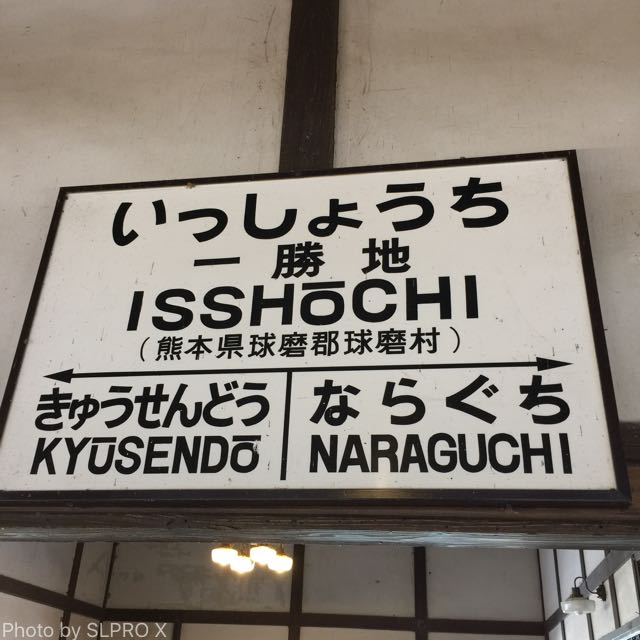 いっしょうち
一勝地
ISSHōCHI
(熊本県球磨郡球磨村)
きゅうせんどう ならぐち
KYūSENDō NARAGUCHI
Photo by SLPRO X